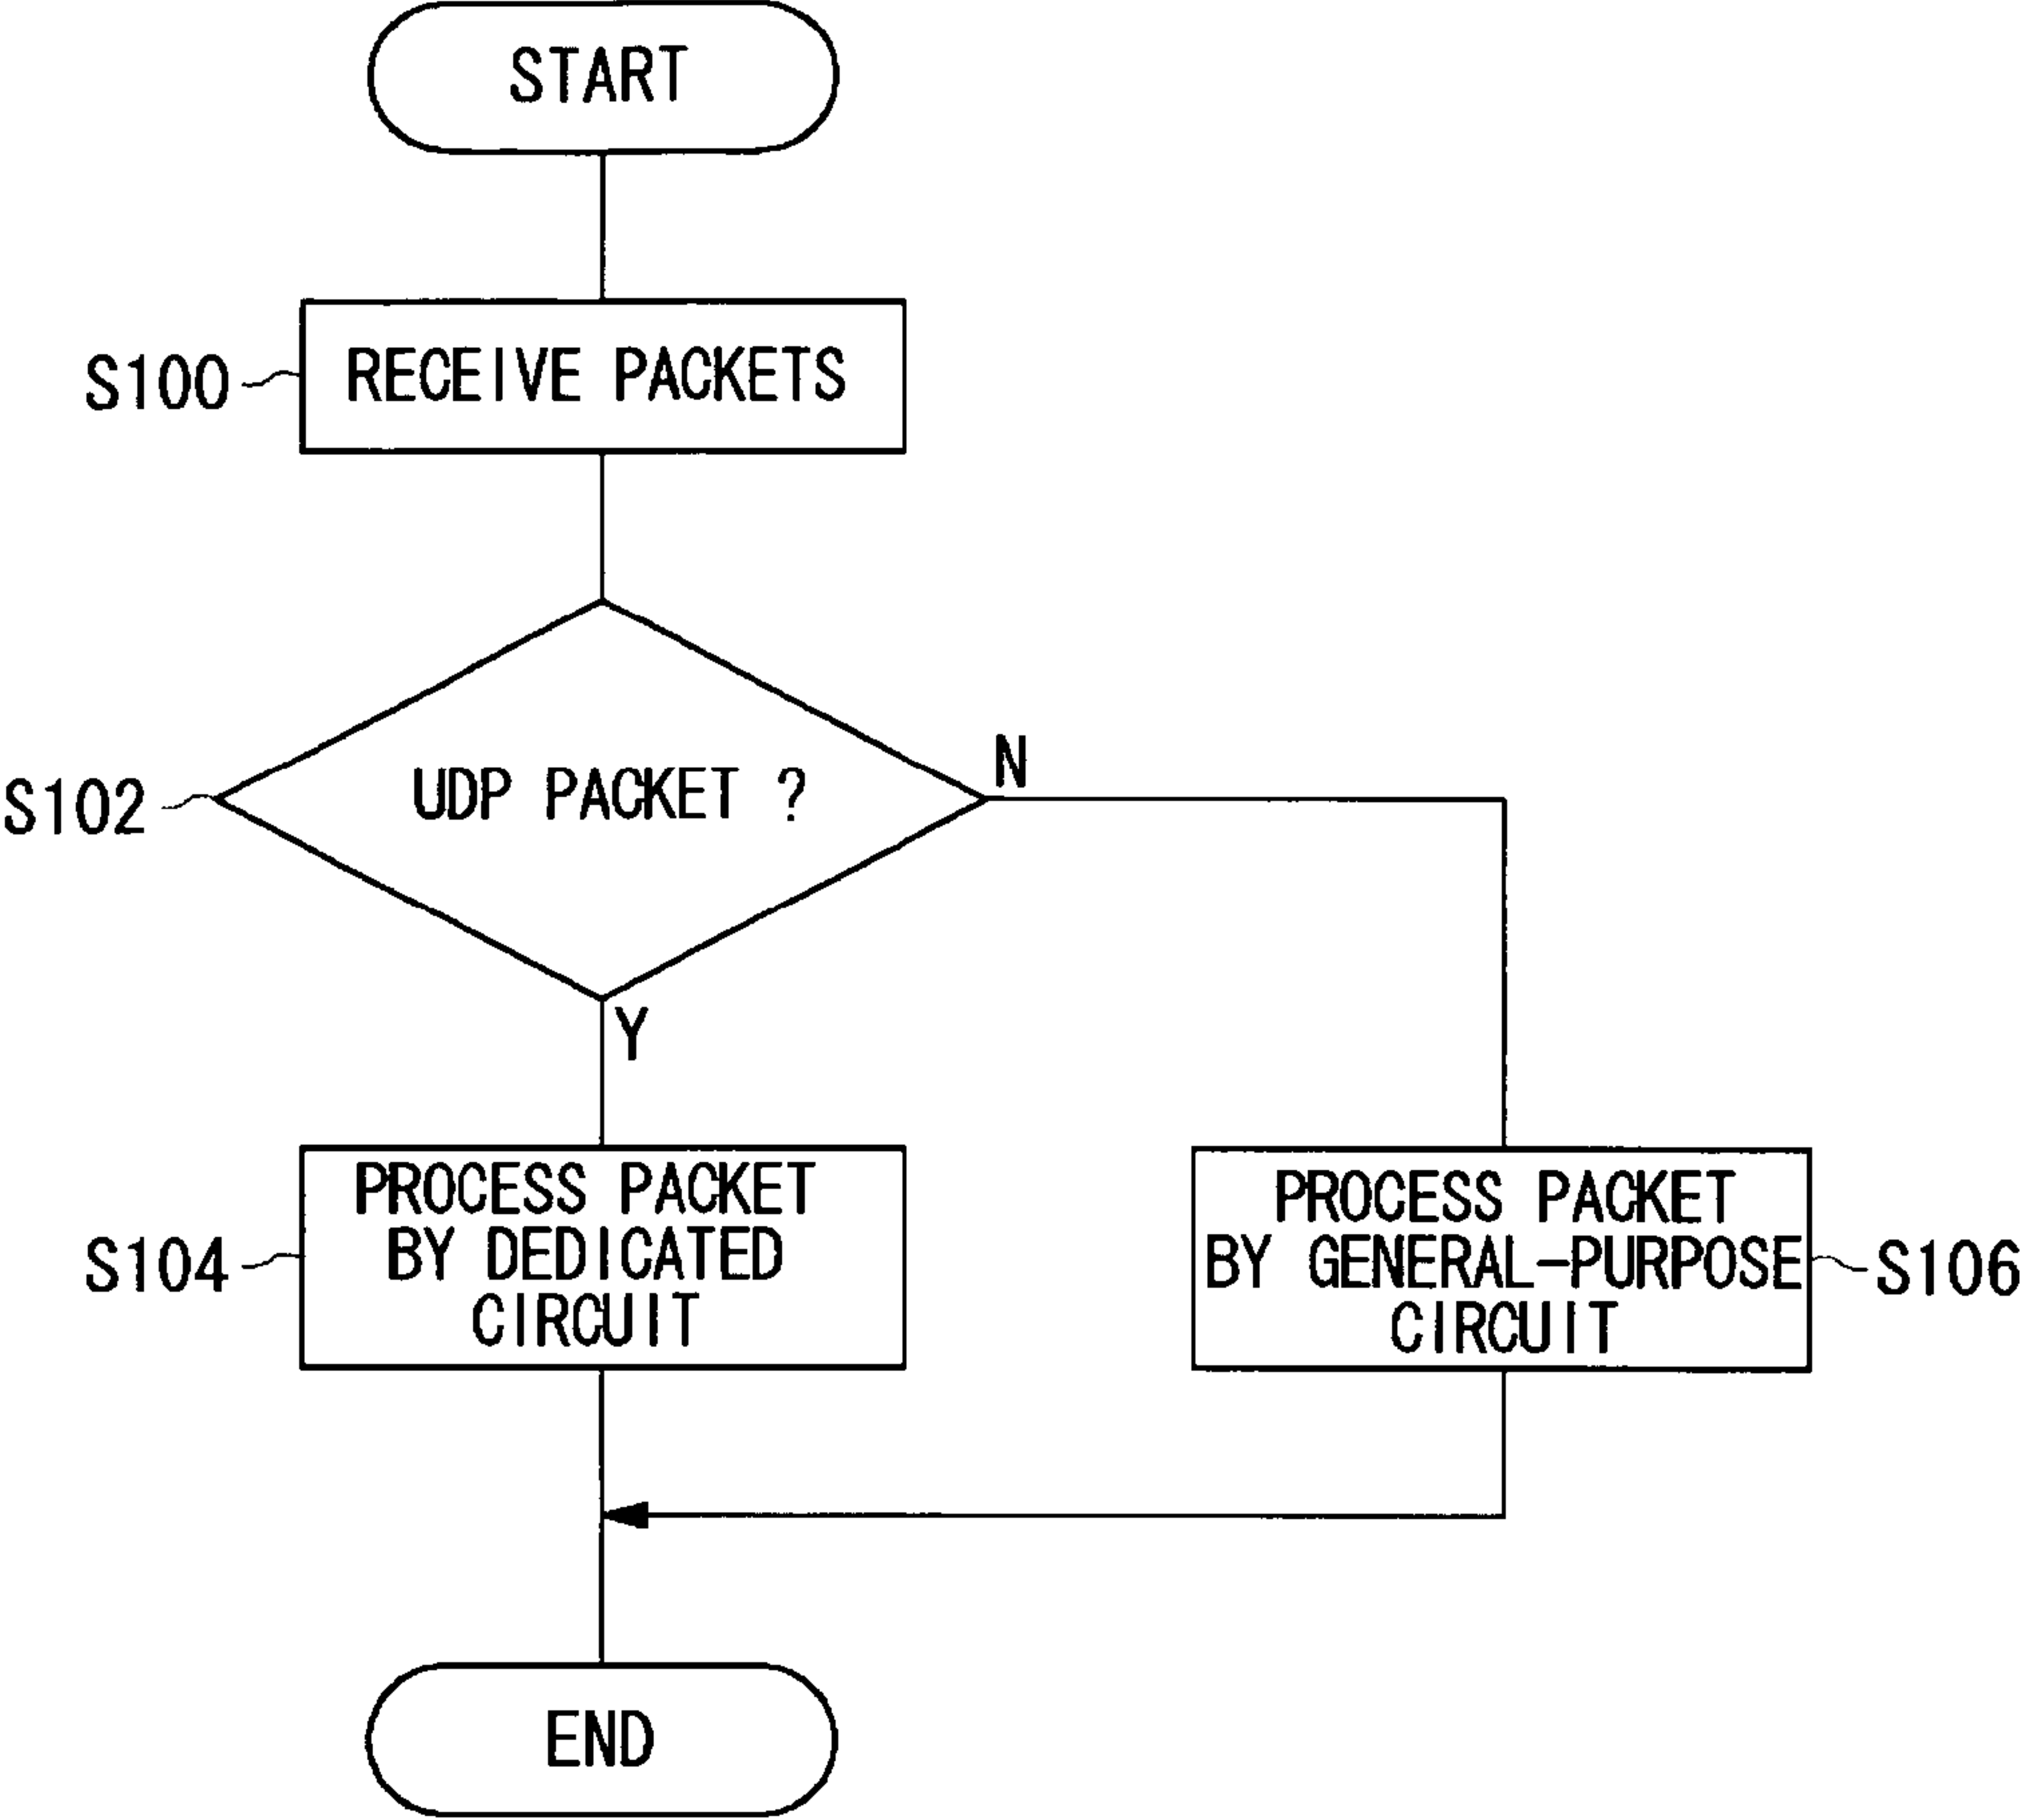 START
S100
RECEIVE PACKETS
S102
UDP PACKET ?
N
Y
S104
PROCESS PACKET
BY DEDICATED
CIRCUIT
PROCESS PACKET
BY GENERAL-PURPOSE
CIRCUIT
S106
END